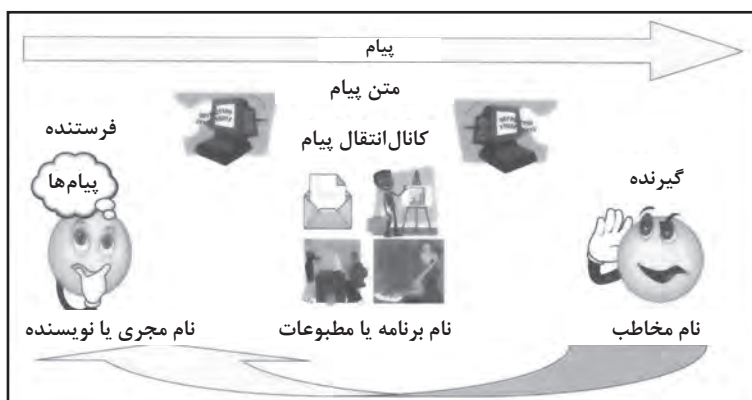 پیام
متن پیام
کانال انتقال پیام
فرستنده
پیام‌ها
گیرنده
نام مخاطب
نام برنامه یا مطبوعات
نام مجری یا نویسنده